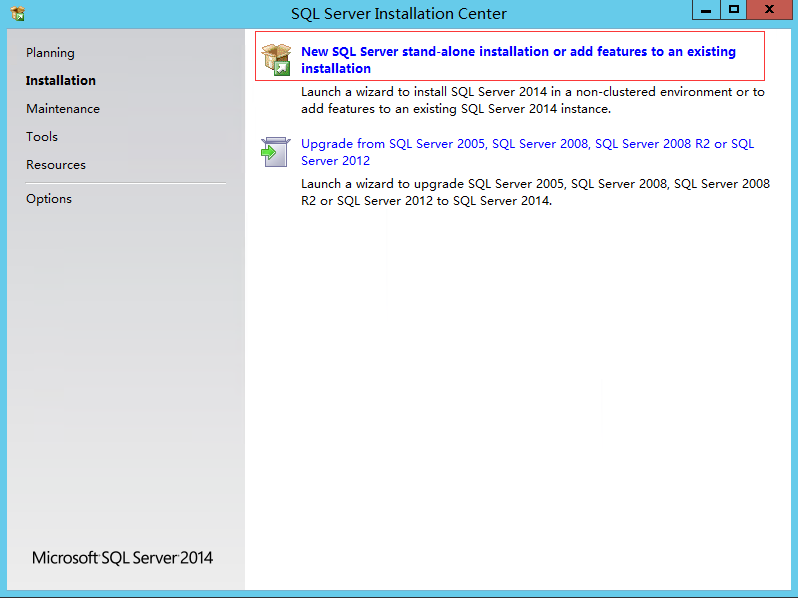 SQL Server Installation Center
Planning
Installation
Maintenance
Tools
Resources
Options
New SQL Server stand-alone installation or add features to an existing
installation
Launch a wizard to install SQL Server 2014 in a non-clustered environment or to
add features to an existing SQL Server 2014 instance.
Upgrade from SQL Server 2005, SQL Server 2008, SQL Server 2008 R2 or SQL
Server 2012
Launch a wizard to upgrade SQL Server 2005, SQL Server 2008, SQL Server 2008
R2 or SQL Server 2012 to SQL Server 2014.
Microsoft SQL Server 2014